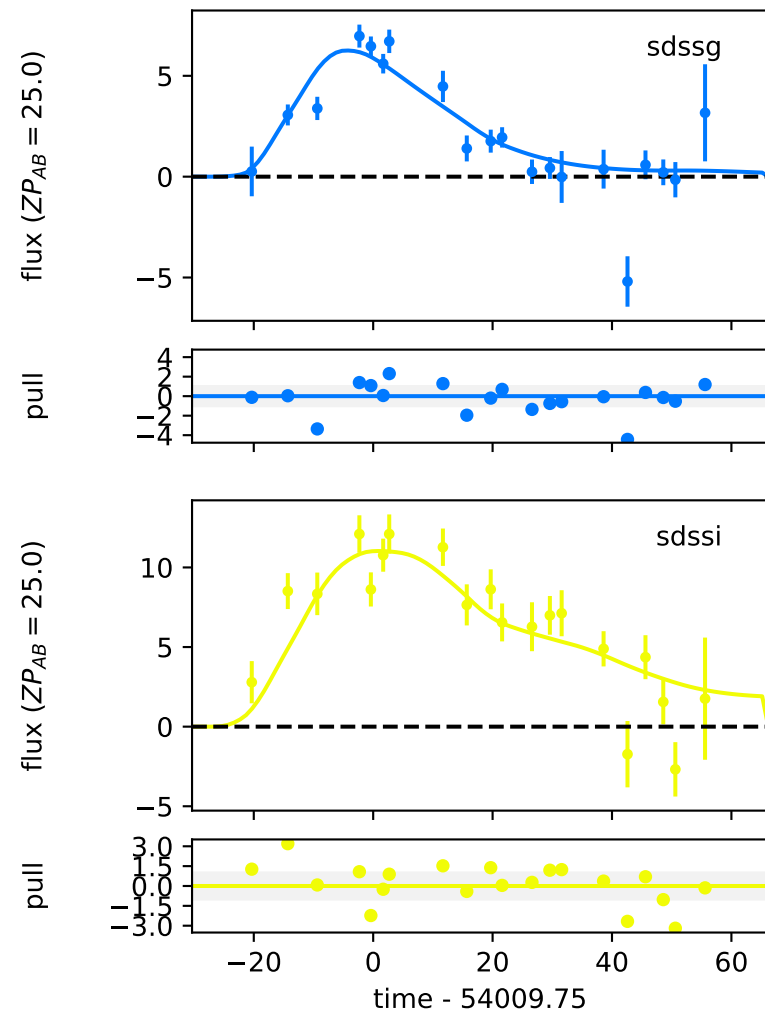 sdssg
flux (ZP_AB = 25.0)
5
0
−5
pull
4
2
0
−2
−4
sdssi
flux (ZP_AB = 25.0)
10
5
0
−5
pull
3.0
1.5
0.0
−1.5
−3.0
−20 0 20 40 60
time - 54009.75